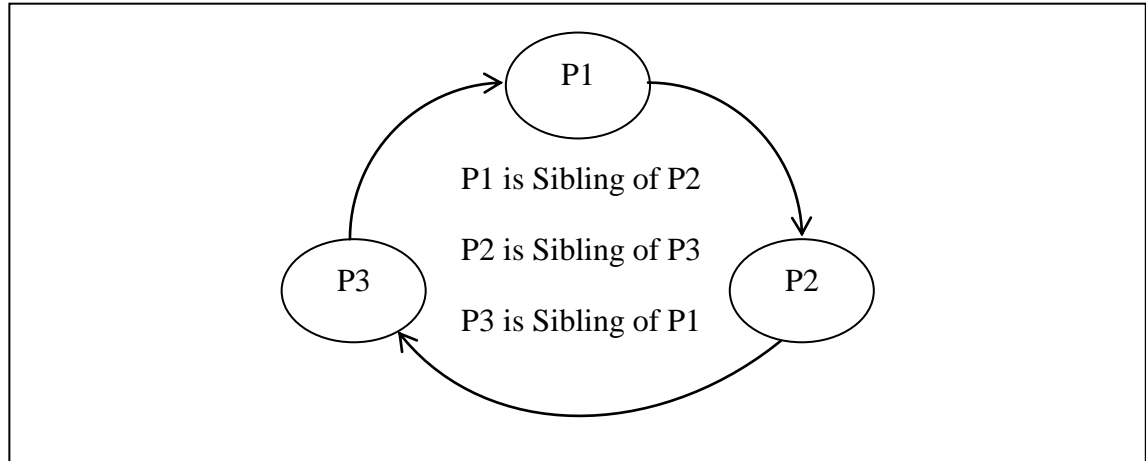 P1
P1 is Sibling of P2
P2 is Sibling of P3
P3
P2
P3 is Sibling of P1